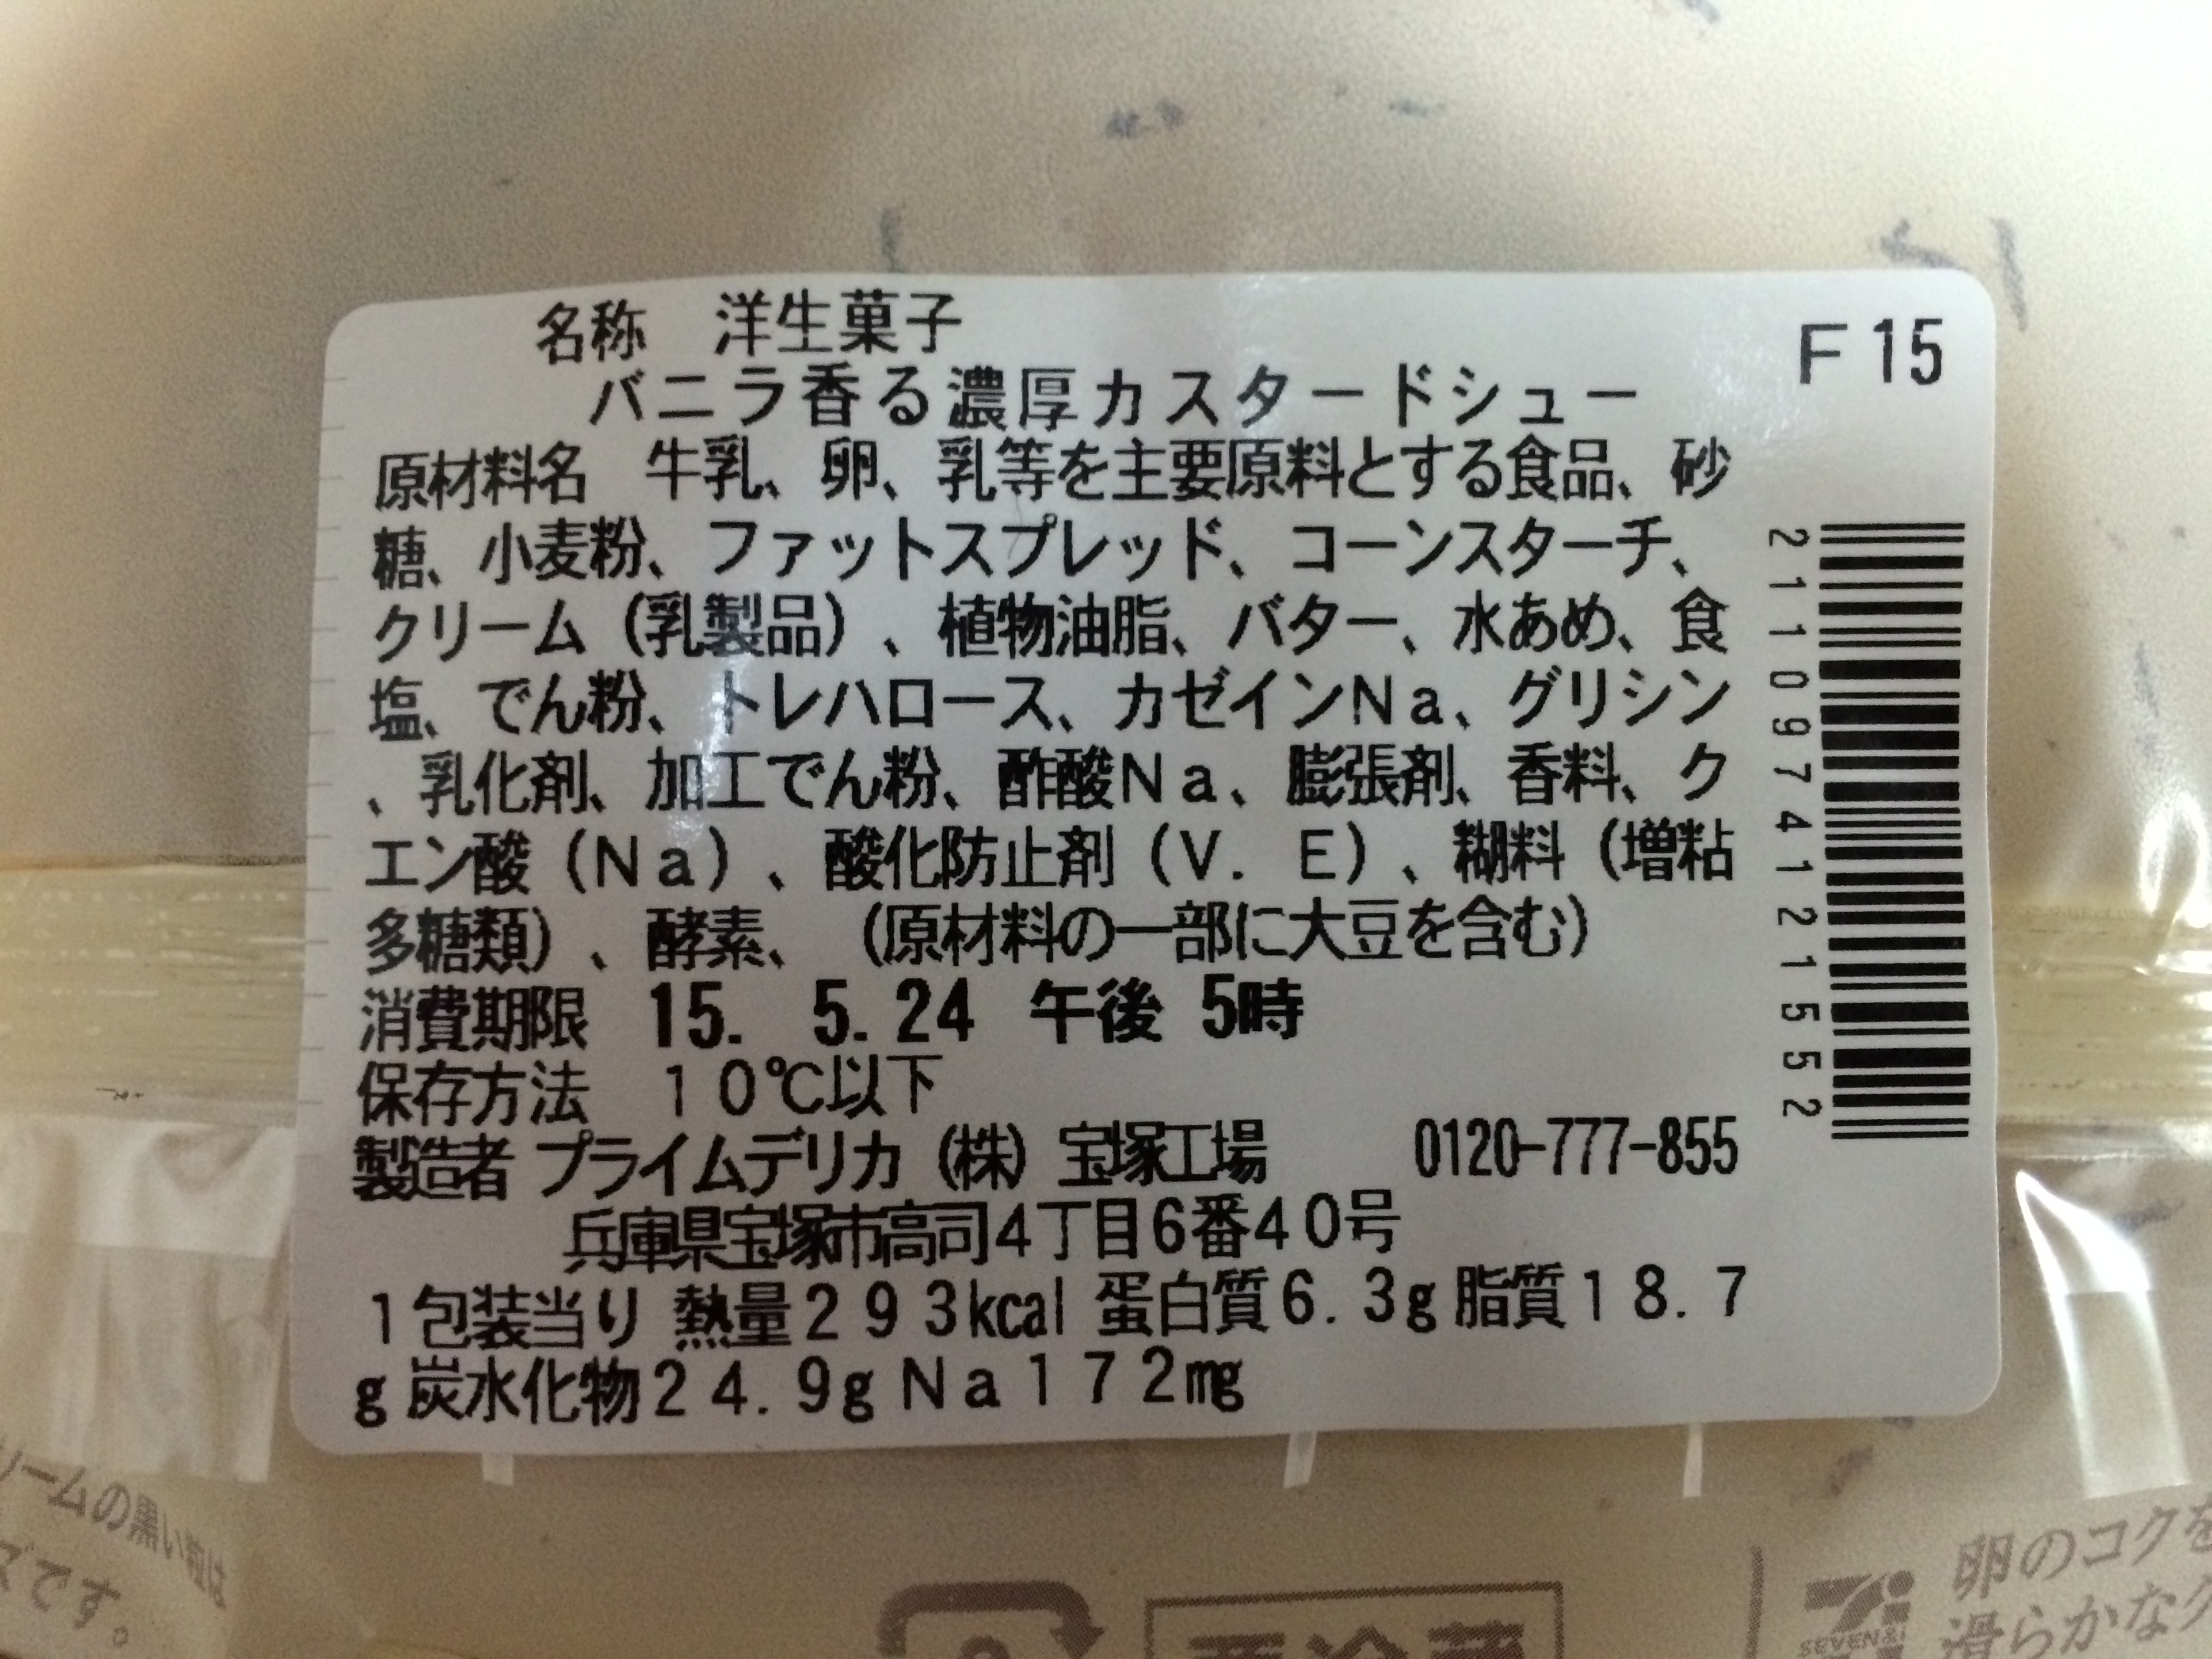 名称　洋生菓子
F15
バニラ香る濃厚カスタードシュー
原材料名　牛乳、卵、乳等を主要原料とする食品、砂
糖、小麦粉、ファットスプレッド、コーンスターチ、
クリーム（乳製品）、植物油脂、バター、水あめ、食
塩、でん粉、トレハロース、カゼインNa、グリシン
、乳化剤、加工でん粉、酢酸Na、膨張剤、香料、ク
エン酸（Na）、酸化防止剤（V．E）、糊料（増粘
多糖類）、酵素、（原材料の一部に大豆を含む）
消費期限　15. 5.24 午後 5時
保存方法　10℃以下
製造者 プライムデリカ（株）宝塚工場　0120-777-855
兵庫県宝塚市高司4丁目6番40号
1包装当り 熱量293kcal 蛋白質6.3g 脂質18.7
g 炭水化物24.9g Na172mg
2110974121552
リームの黒い粒は
ズです。
卵のコクを
滑らかなク
SEVEN&i